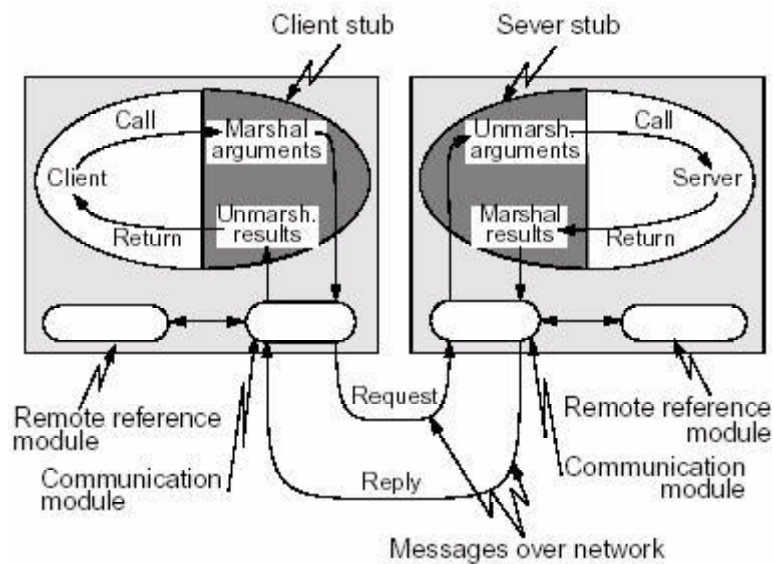 Client stub
Sever stub
Call
Marshal
arguments
Client
Unmarsh.
results
Return
Unmarsh.
arguments
Call
Server
Marshal
results
Return
Request
Remote reference
module
Communication
module
Reply
Remote reference
module
Communication
module
Messages over network